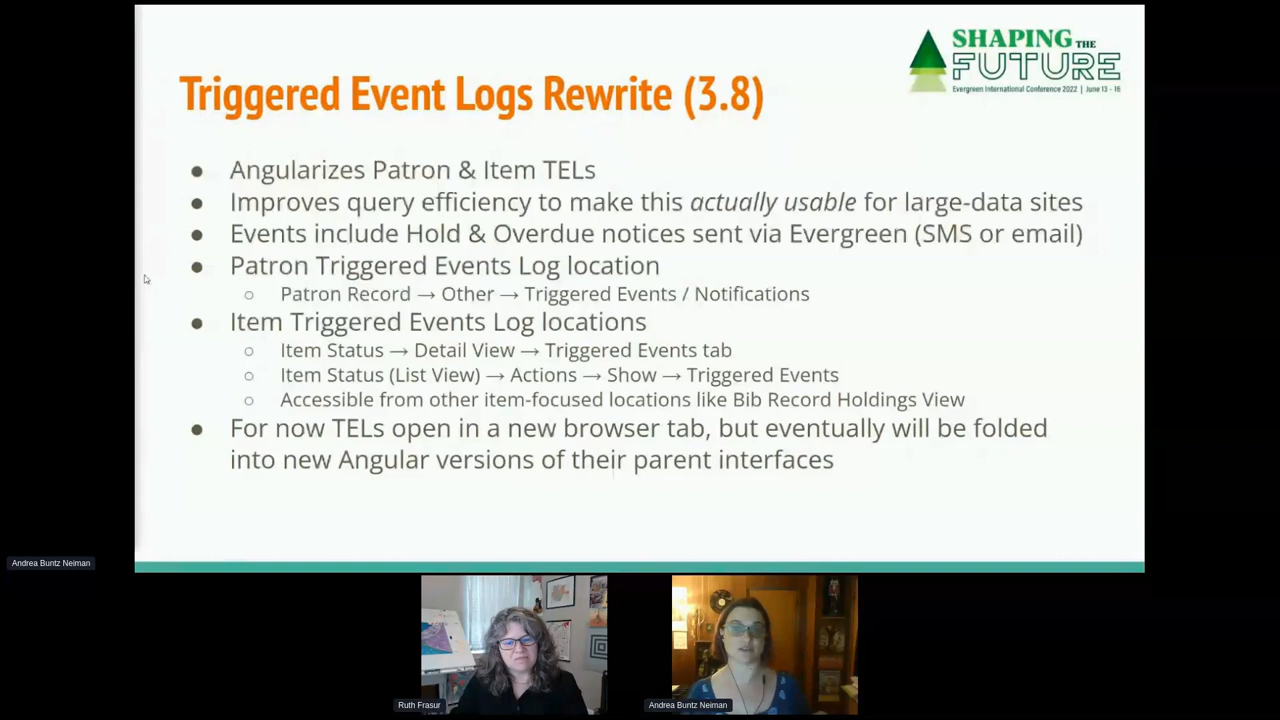 SHAPING THE
FUTURE
Evergreen International Conference 2022 | June 13 - 16
Triggered Event Logs Rewrite (3.8)
● Angularizes Patron & Item TELs
● Improves query efficiency to make this actually usable for large-data sites
● Events include Hold & Overdue notices sent via Evergreen (SMS or email)
● Patron Triggered Events Log location
○ Patron Record → Other → Triggered Events / Notifications
● Item Triggered Events Log locations
○ Item Status → Detail View → Triggered Events tab
○ Item Status (List View) → Actions → Show → Triggered Events
○ Accessible from other item-focused locations like Bib Record Holdings View
● For now TELs open in a new browser tab, but eventually will be folded
into new Angular versions of their parent interfaces
Andrea Buntz Neiman
Ruth Frasur
Andrea Buntz Neiman